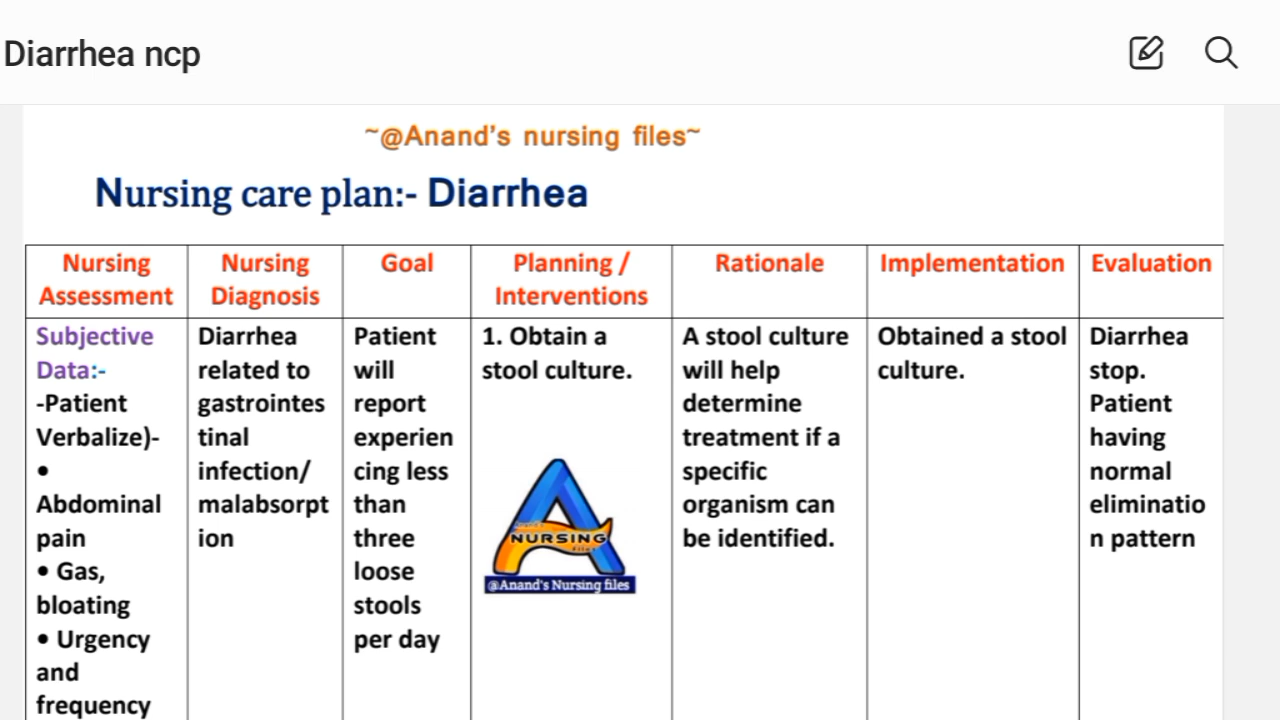 Diarrhea ncp
~@Anand's nursing files~
Nursing care plan:- Diarrhea
Nursing
Assessment
Nursing
Diagnosis
Goal
Planning /
Interventions
Rationale
Implementation
Evaluation
Subjective
Data:-
-Patient
Verbalize)-
•
Abdominal
pain
• Gas,
bloating
• Urgency
and
frequency
Diarrhea
related to
gastrointes
tinal
infection/
malabsorpt
ion
Patient
will
report
experien
cing less
than
three
loose
stools
per day
1. Obtain a
stool culture.
Anand's
NURSING
files
@Anand's Nursing files
A stool culture
will help
determine
treatment if a
specific
organism can
be identified.
Obtained a stool
culture.
Diarrhea
stop.
Patient
having
normal
eliminatio
n pattern